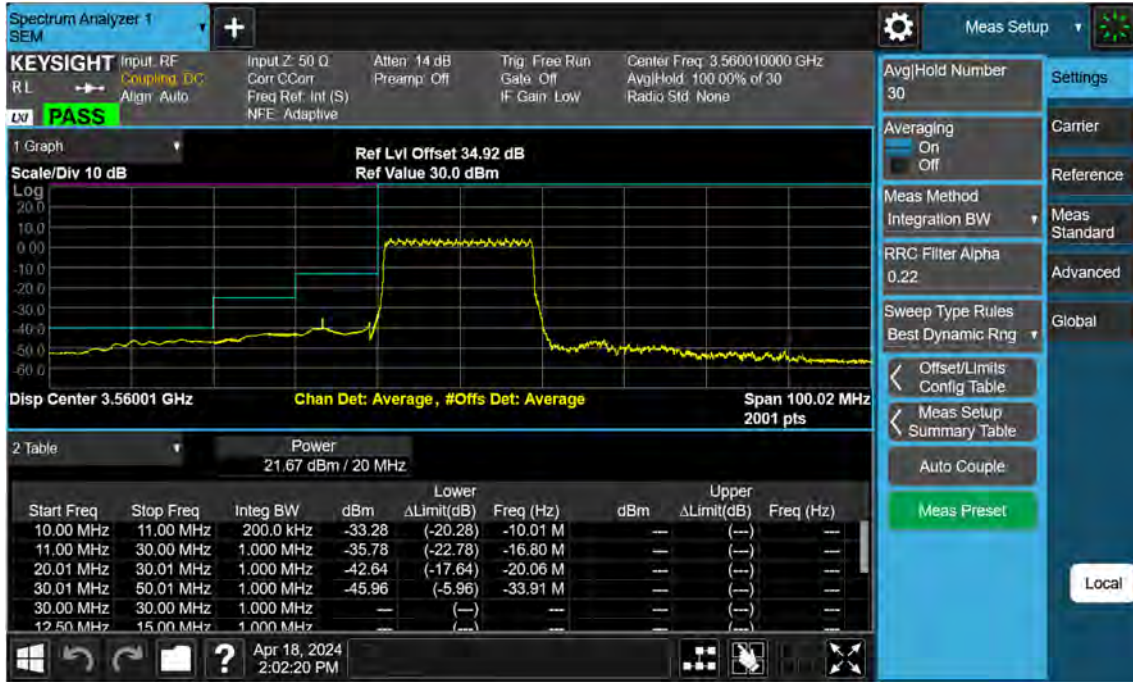 Spectrum Analyzer 1
SEM
Meas Setup
KEYSIGHT
RL
LXI
PASS
Input: RF
Coupling: DC
Align: Auto
Input Z: 50 Ω
Corr CCorr
Freq Ref: Int (S)
NFE: Adaptive
Atten: 14 dB
Preamp: Off
Trig: Free Run
Gate: Off
IF Gain: Low
Center Freq: 3.560010000 GHz
Avg|Hold: 100.00% of 30
Radio Std: None
1 Graph
Scale/Div 10 dB
Ref Lvl Offset 34.92 dB
Ref Value 30.0 dBm
Log
20.0
10.0
0.00
-10.0
-20.0
-30.0
-40.0
-50.0
-60.0
Disp Center 3.56001 GHz
Chan Det: Average, #Offs Det: Average
Span 100.02 MHz
2001 pts
2 Table
Power
21.67 dBm / 20 MHz
Lower Upper
Start Freq Stop Freq Integ BW dBm ΔLimit(dB) Freq (Hz) dBm ΔLimit(dB) Freq (Hz)
10.00 MHz 11.00 MHz 200.0 kHz -33.28 (-20.28) -10.01 M --- (---) ---
11.00 MHz 30.00 MHz 1.000 MHz -35.78 (-22.78) -16.80 M --- (---) ---
20.01 MHz 30.01 MHz 1.000 MHz -42.64 (-17.64) -20.06 M --- (---) ---
30.01 MHz 50.01 MHz 1.000 MHz -45.96 (-5.96) -33.91 M --- (---) ---
30.00 MHz 30.00 MHz 1.000 MHz --- (---) --- --- (---) ---
12.50 MHz 15.00 MHz 1.000 MHz --- (---) --- --- (---) ---
Apr 18, 2024
2:02:20 PM
?
Avg|Hold Number
30
Averaging
On
Off
Meas Method
Integration BW
RRC Filter Alpha
0.22
Sweep Type Rules
Best Dynamic Rng
Offset/Limits
Config Table
Meas Setup
Summary Table
Auto Couple
Meas Preset
Settings
Carrier
Reference
Meas
Standard
Advanced
Global
Local